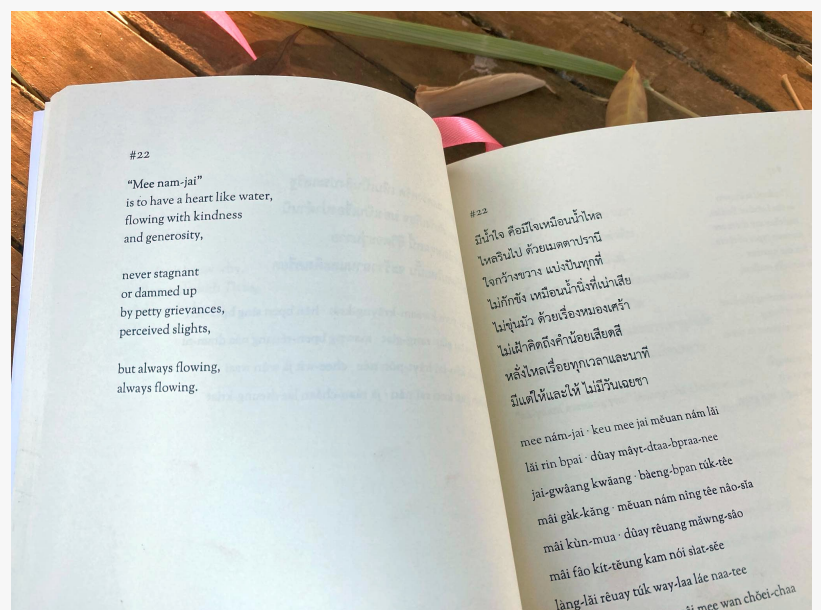 #22
“Mee nam-jai”
is to have a heart like water,
flowing with kindness
and generosity,
never stagnant
or dammed up
by petty grievances,
perceived slights,
but always flowing,
always flowing.
#22
มีน้ำใจ คือมีใจเหมือนน้ำไหล
ไหลรินไป ด้วยเมตตาปรานี
ใจกว้างขวาง แบ่งปันทุกที่
ไม่กักขัง เหมือนน้ำนิ่งที่เน่าเสีย
ไม่ขุ่นมัว ด้วยเรื่องหมองเศร้า
ไม่เฝ้าคิดถึงคำน้อยเสียดสี
หลั่งไหลเรื่อยทุกเวลาและนาที
มีแต่ให้และให้ ไม่มีวันเฉยชา
mee nám-jai · keu mee jai mĕuan nám lăi
lăi rin bpai · dûay mâyt-dtaa-bpraa-nee
jai-gwâang kwăang · bàeng-bpan túk-têe
mâi gàk-kăng · mĕuan nám nîng têe nâo-sĭa
mâi kùn-mua · dûay rêuang mǎwng-sâo
mâi fâo kít-tĕung kam nói sìat-sĕe
làng-lăi rêuay túk way-laa láe naa-tee
mee wan chŏei-chaa